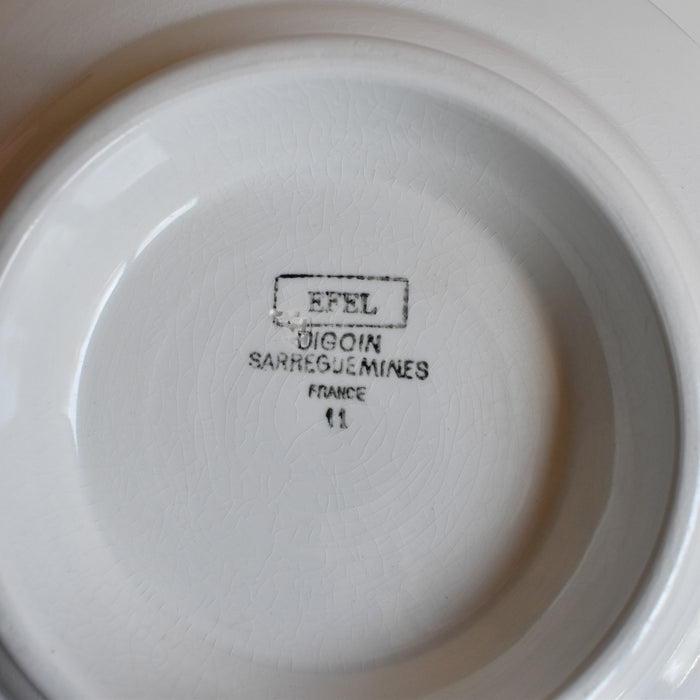 EFEL
DIGOIN
SARREGUEMINES
FRANCE
11